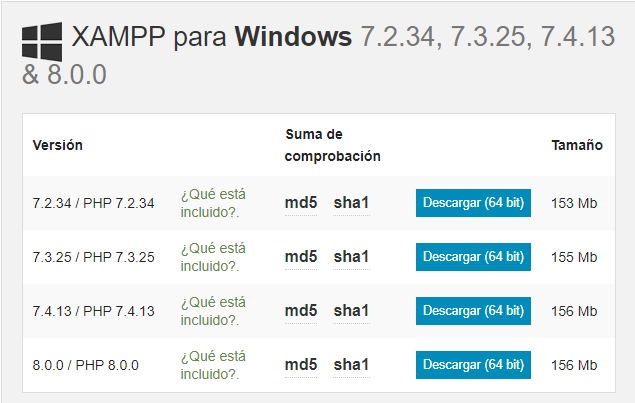 XAMPP para Windows 7.2.34, 7.3.25, 7.4.13
& 8.0.0
Versión Suma de comprobación Tamaño
7.2.34 / PHP 7.2.34 ¿Qué está incluido?. md5 sha1 Descargar (64 bit) 153 Mb
7.3.25 / PHP 7.3.25 ¿Qué está incluido?. md5 sha1 Descargar (64 bit) 155 Mb
7.4.13 / PHP 7.4.13 ¿Qué está incluido?. md5 sha1 Descargar (64 bit) 156 Mb
8.0.0 / PHP 8.0.0 ¿Qué está incluido?. md5 sha1 Descargar (64 bit) 156 Mb